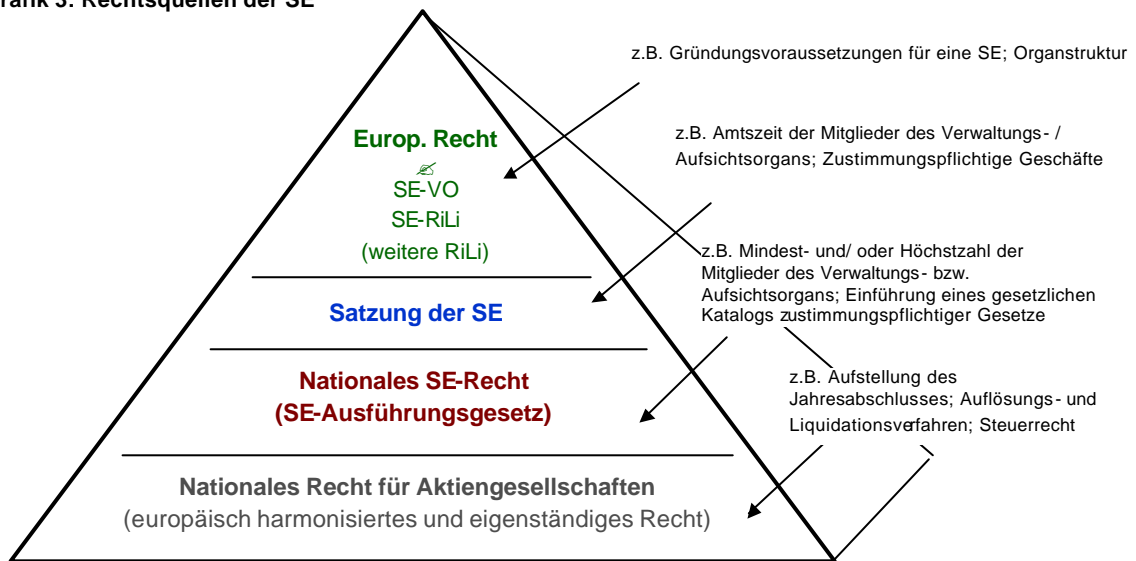 rafik 3: Rechtsquellen der SE
z.B. Gründungsvoraussetzungen für eine SE; Organstruktur
Europ. Recht
SE-VO
SE-RiLi
(weitere RiLi)
z.B. Amtszeit der Mitglieder des Verwaltungs- /
Aufsichtsorgans; Zustimmungspflichtige Geschäfte
Satzung der SE
z.B. Mindest- und/ oder Höchstzahl der
Mitglieder des Verwaltungs- bzw.
Aufsichtsorgans; Einführung eines gesetzlichen
Katalogs zustimmungspflichtiger Gesetze
Nationales SE-Recht
(SE-Ausführungsgesetz)
z.B. Aufstellung des
Jahresabschlusses; Auflösungs- und
Liquidationsverfahren; Steuerrecht
Nationales Recht für Aktiengesellschaften
(europäisch harmonisiertes und eigenständiges Recht)